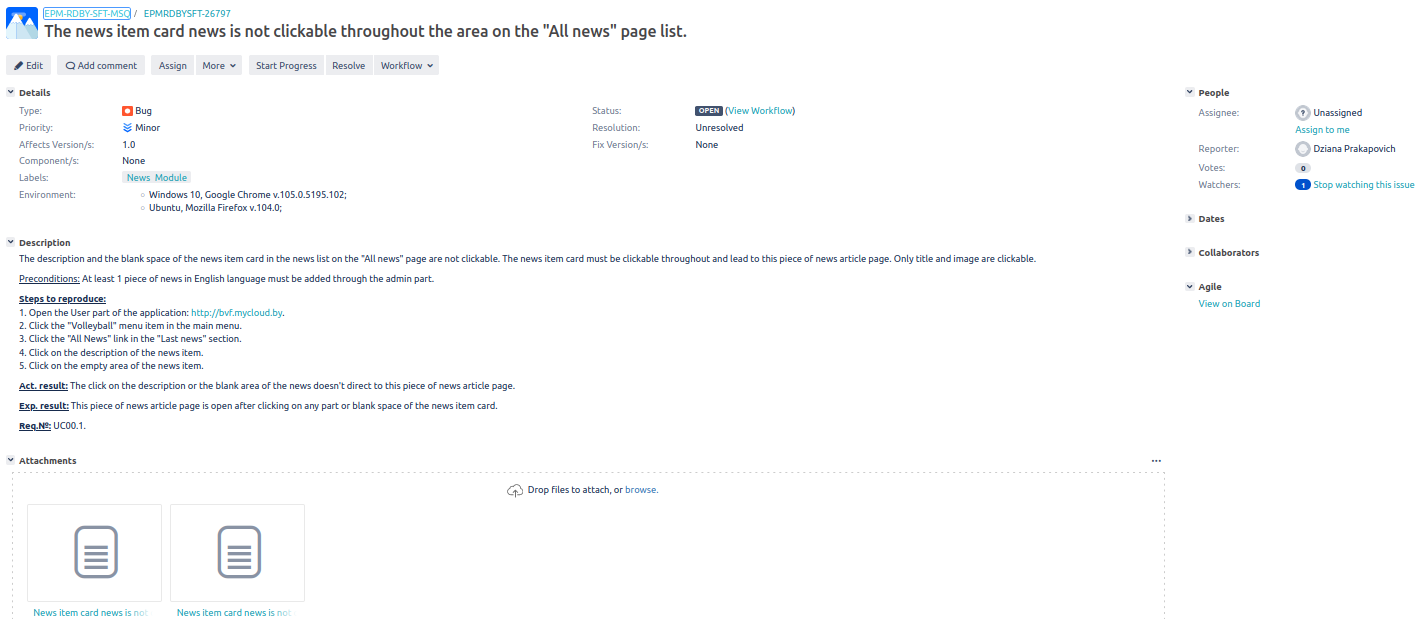 EPM-RDBY-SFT-MSQ / EPMRDBYSFT-26797
The news item card news is not clickable throughout the area on the "All news" page list.
Edit Add comment Assign More Start Progress Resolve Workflow
Details
Type: Bug
Priority: Minor
Affects Version/s: 1.0
Component/s: None
Labels: News Module
Environment:
Windows 10, Google Chrome v.105.0.5195.102;
Ubuntu, Mozilla Firefox v.104.0;
Status: OPEN (View Workflow)
Resolution: Unresolved
Fix Version/s: None
Description
The description and the blank space of the news item card in the news list on the "All news" page are not clickable. The news item card must be clickable throughout and lead to this piece of news article page. Only title and image are clickable.
Preconditions: At least 1 piece of news in English language must be added through the admin part.
Steps to reproduce:
1. Open the User part of the application: http://bvf.mycloud.by.
2. Click the "Volleyball" menu item in the main menu.
3. Click the "All News" link in the "Last news" section.
4. Click on the description of the news item.
5. Click on the empty area of the news item.
Act. result: The click on the description or the blank area of the news doesn't direct to this piece of news article page.
Exp. result: This piece of news article page is open after clicking on any part or blank space of the news item card.
Req.№: UC00.1.
Attachments
Drop files to attach, or browse.
News item card news is not
News item card news is not
People
Assignee: Unassigned
Assign to me
Reporter: Dziana Prakapovich
Votes: 0
Watchers: 1 Stop watching this issue
Dates
Collaborators
Agile
View on Board